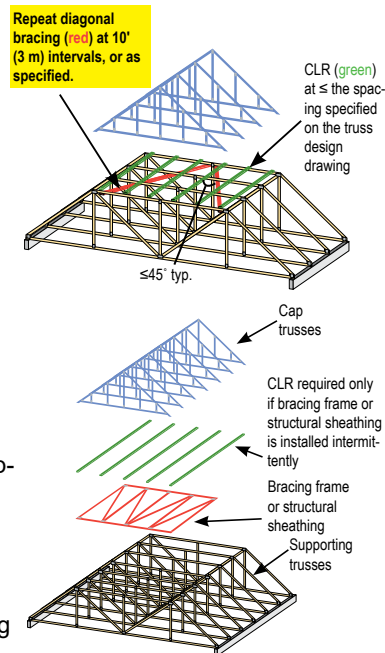 Repeat diagonal
bracing (red) at 10'
(3 m) intervals, or as
specified.
CLR (green)
at ≤ the spac-
ing specified
on the truss
design
drawing
≤45˚ typ.
Cap
trusses
CLR required only
if bracing frame or
structural sheathing
is installed intermit-
tently
o-
Bracing frame
or structural
sheathing
Supporting
trusses
g